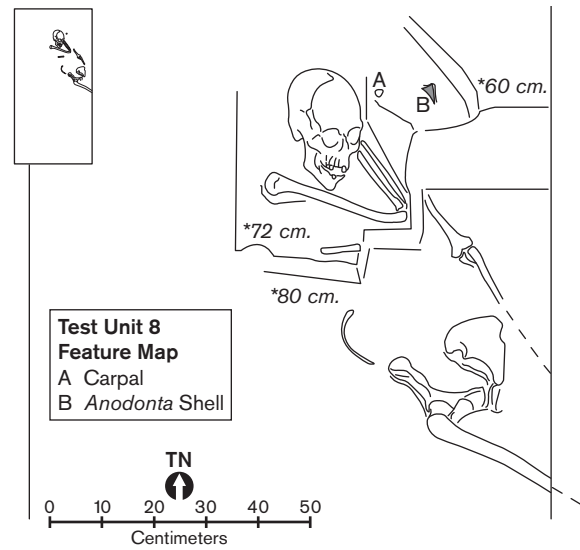 A
B
*60 cm.
*72 cm.
*80 cm.
Test Unit 8
Feature Map
A Carpal
B Anodonta Shell
TN
0 10 20 30 40 50
Centimeters